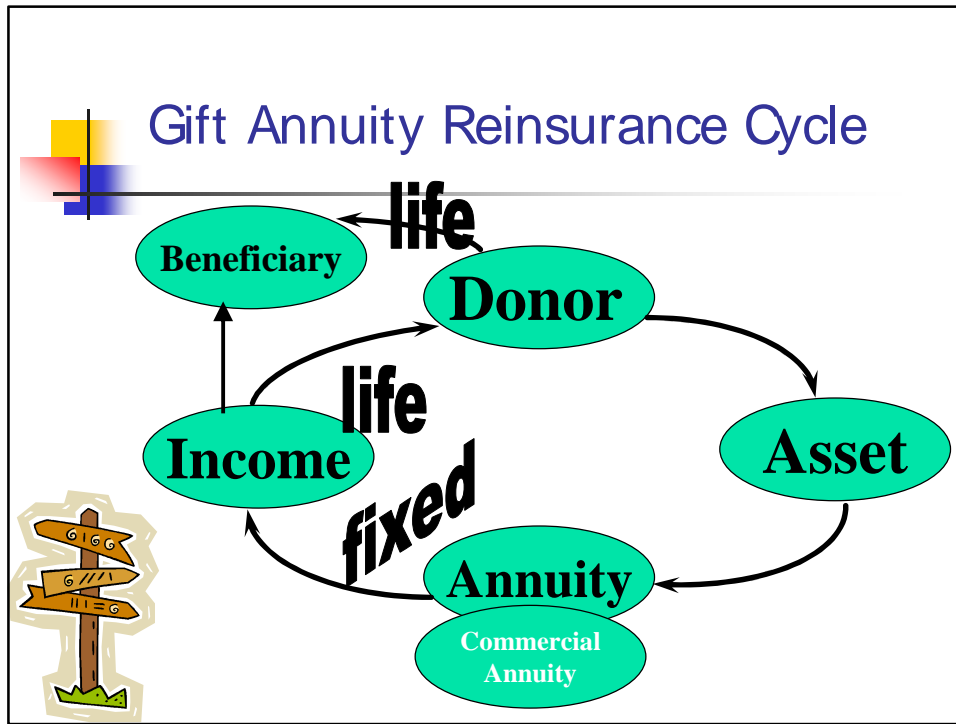 Gift Annuity Reinsurance Cycle
life
Beneficiary
Donor
life
Income
Asset
fixed
Annuity
Commercial
Annuity